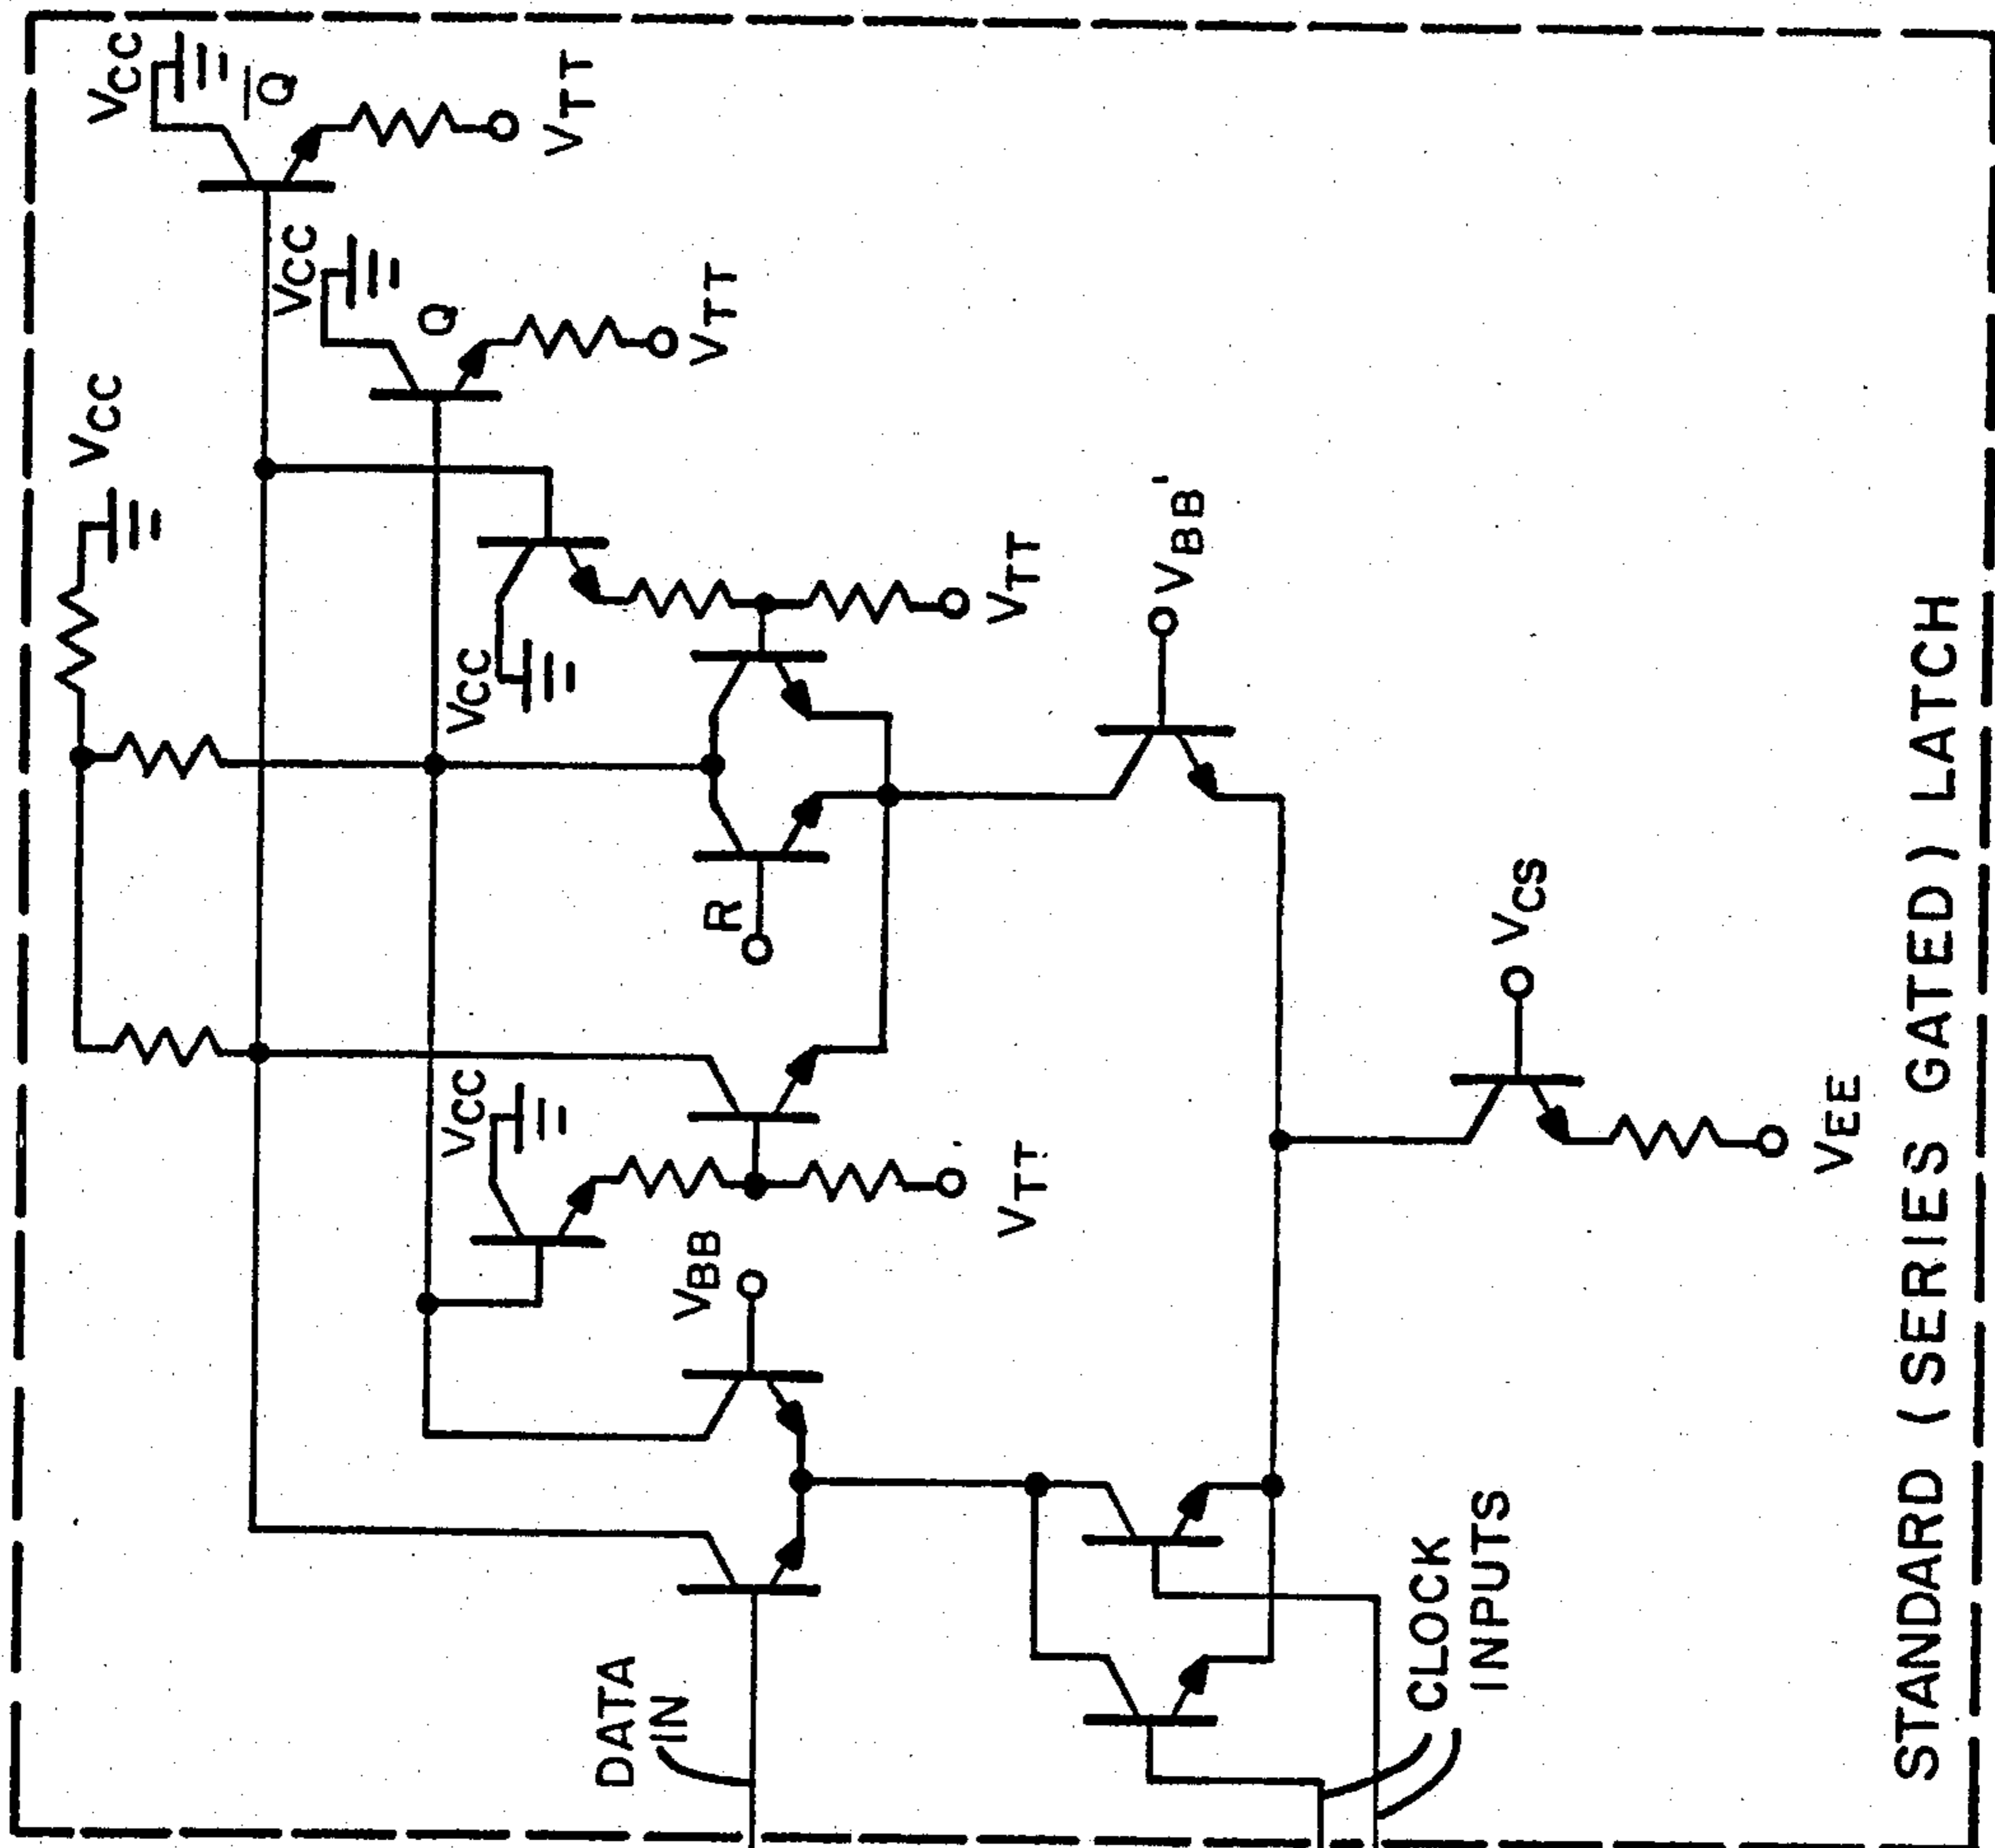 VCC
VCC
Q̅
VCC
Q
VTT
VTT
VCC
VCC
R
VTT
VBB'
VBB
VTT'
DATA
IN
VCS
CLOCK
INPUTS
VEE
STANDARD (SERIES GATED) LATCH